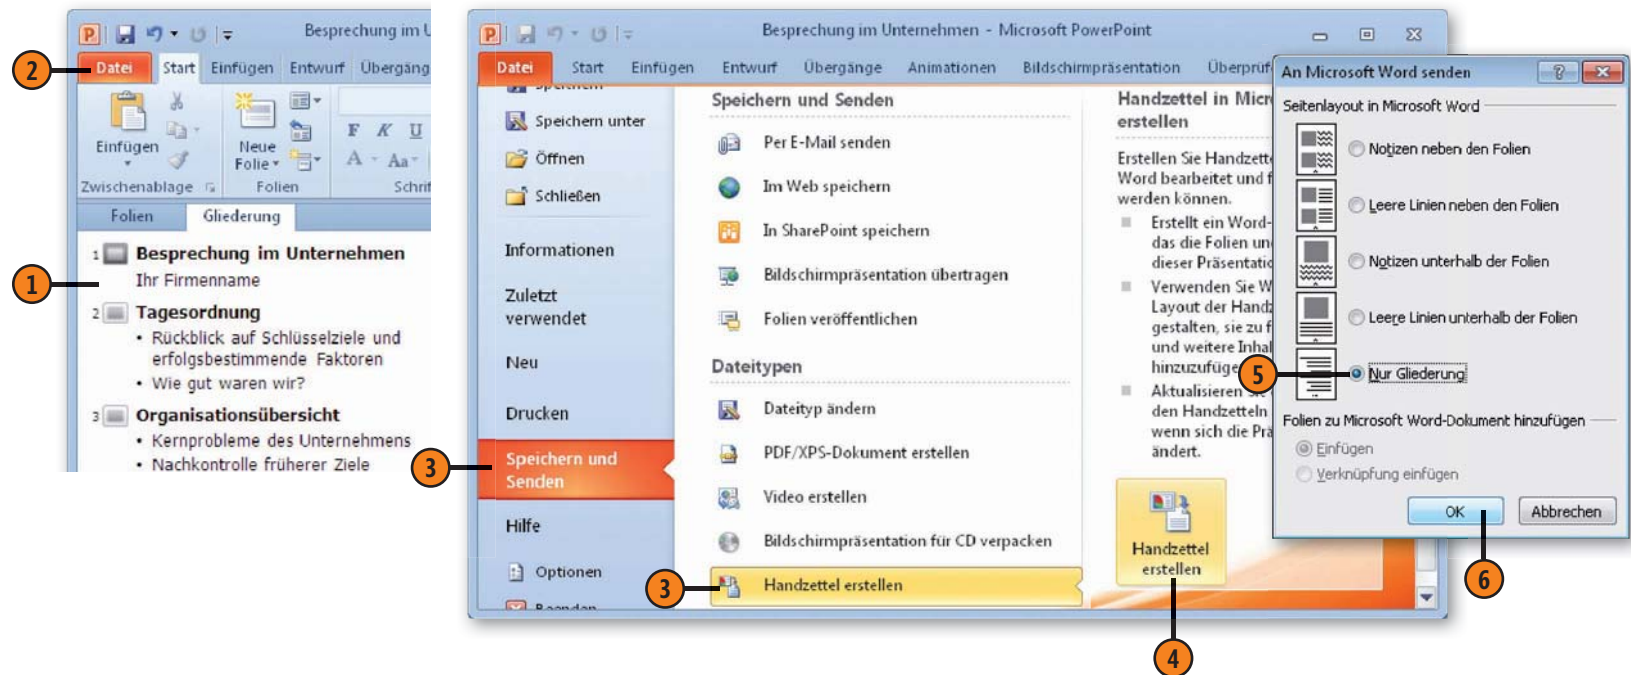 Besprechung im U
2
Datei Start Einfügen Entwurf Übergäng
Einfügen
Neue
Folie
F K U
A Aa
Zwischenablage Folien Schrif
Folien Gliederung
1
1 Besprechung im Unternehmen
Ihr Firmenname
2 Tagesordnung
• Rückblick auf Schlüsselziele und
erfolgsbestimmende Faktoren
• Wie gut waren wir?
3 Organisationsübersicht
• Kernprobleme des Unternehmens
• Nachkontrolle früherer Ziele
Besprechung im Unternehmen - Microsoft PowerPoint
Datei Start Einfügen Entwurf Übergänge Animationen Bildschirmpräsentation Überprüf
Speichern unter
Öffnen
Schließen
Informationen
Zuletzt
verwendet
Neu
Drucken
3
Speichern und
Senden
Hilfe
Optionen
Beenden
Speichern und Senden
Per E-Mail senden
Im Web speichern
In SharePoint speichern
Bildschirmpräsentation übertragen
Folien veröffentlichen
Dateitypen
Dateityp ändern
PDF/XPS-Dokument erstellen
Video erstellen
Bildschirmpräsentation für CD verpacken
3
Handzettel erstellen
Handzettel in Micr
erstellen
Erstellen Sie Handzett
Word bearbeitet und f
werden können.
Erstellt ein Word-
das die Folien un
dieser Präsentatio
Verwenden Sie W
Layout der Handz
gestalten, sie zu f
und weitere Inhal
hinzuzufüge
Aktualisieren Sie
den Handzetteln
wenn sich die Prä
ändert.
Handzettel
erstellen
4
An Microsoft Word senden
Seitenlayout in Microsoft Word
Notizen neben den Folien
Leere Linien neben den Folien
Notizen unterhalb der Folien
Leere Linien unterhalb der Folien
5
Nur Gliederung
Folien zu Microsoft Word-Dokument hinzufügen
Einfügen
Verknüpfung einfügen
OK Abbrechen
6